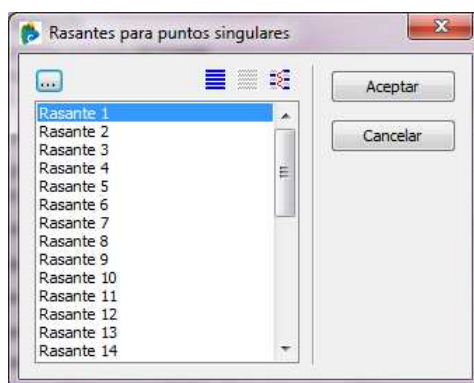 Rasantes para puntos singulares
...
Aceptar
Cancelar
Rasante 1
Rasante 2
Rasante 3
Rasante 4
Rasante 5
Rasante 6
Rasante 7
Rasante 8
Rasante 9
Rasante 10
Rasante 11
Rasante 12
Rasante 13
Rasante 14